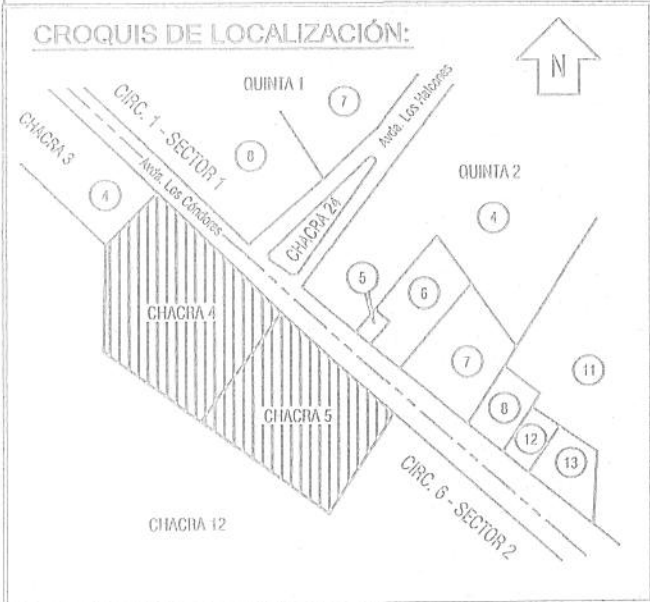 CROQUIS DE LOCALIZACIÓN:
N
QUINTA 1
7
8
CIRC. 1 - SECTOR 1
Avda. Los Halcones
CHACRA 3
4
Avda. Los Cóndores
CHACRA 24
QUINTA 2
4
5
6
7
CHACRA 4
CHACRA 5
11
8
12
13
CIRC. 6 - SECTOR 2
CHACRA 12